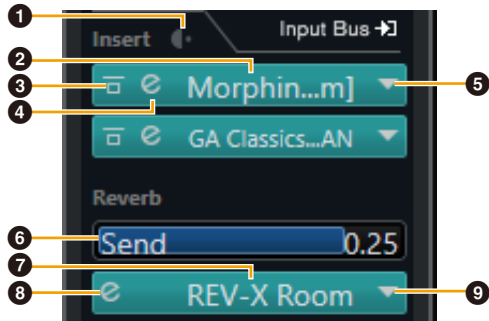 1
Insert
Input Bus
2
3
Morphin...m]
5
4
GA Classics...AN
Reverb
6
Send 0.25
7
8
REV-X Room
9